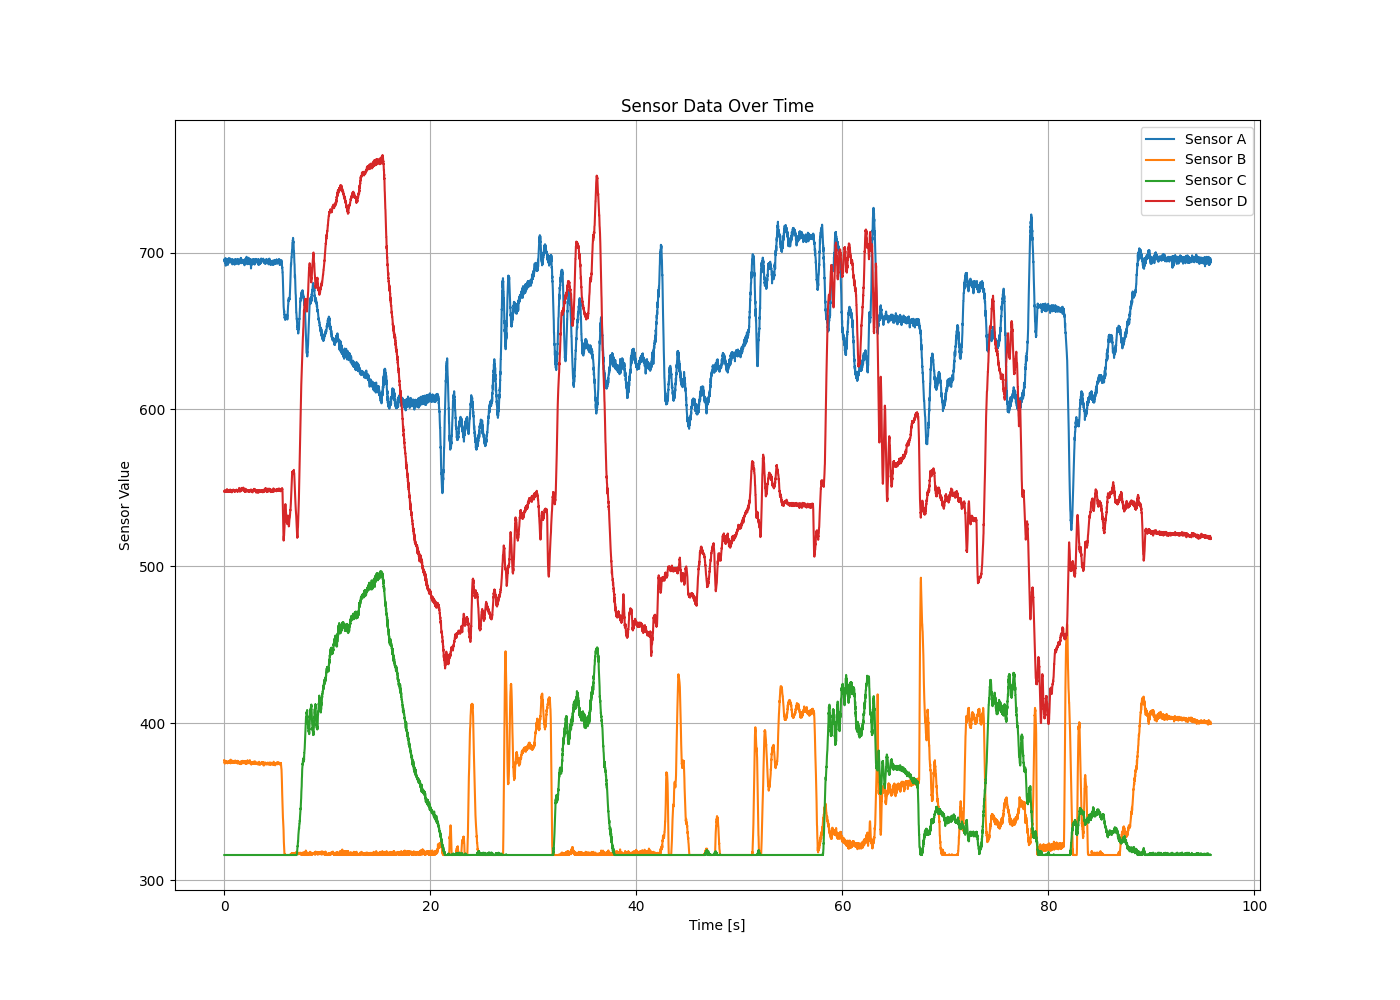 Sensor Data Over Time
Sensor A
Sensor B
Sensor C
Sensor D
Sensor Value
700
600
500
400
300
0 20 40 60 80 100
Time [s]